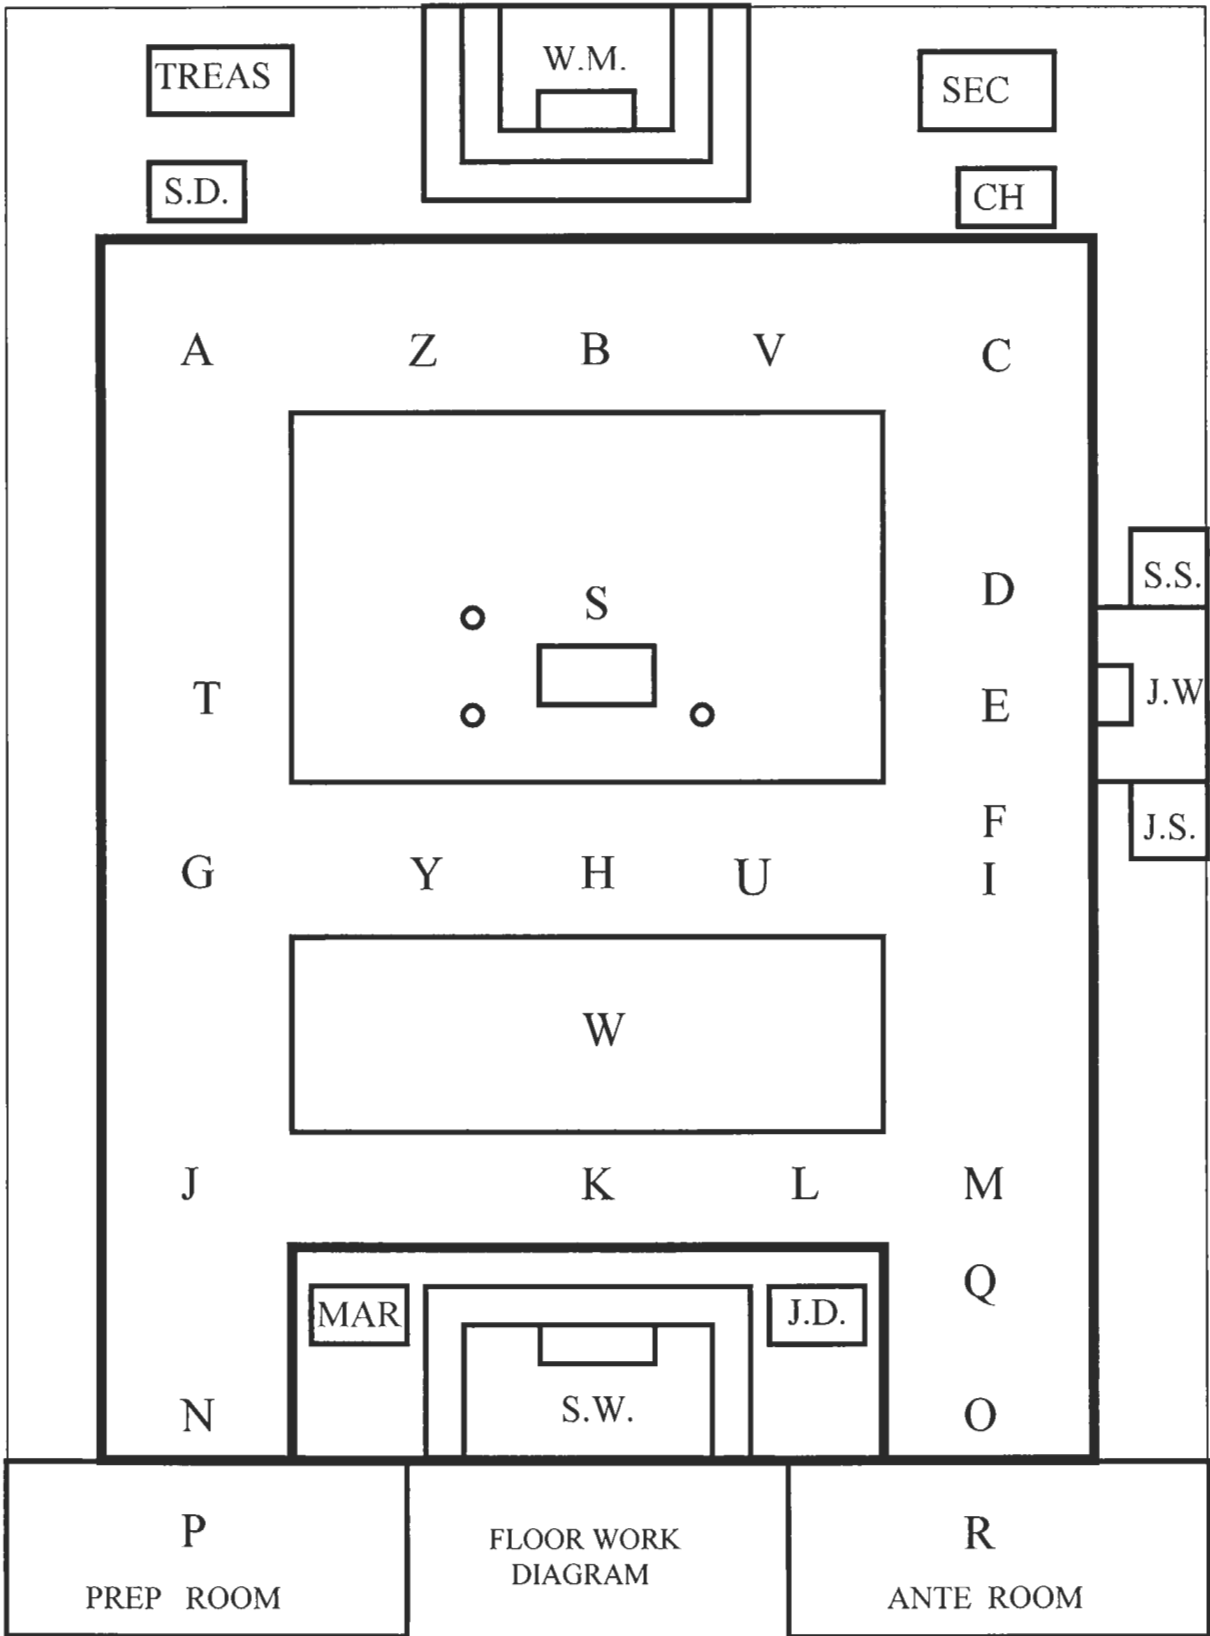 TREAS
W.M.
SEC
S.D.
CH
A Z B V C
S.S.
D
S
T
E
J.W
F
J.S.
G Y H U I
W
J K L M
Q
MAR
J.D.
S.W.
N
O
P
R
FLOOR WORK
DIAGRAM
PREP ROOM
ANTE ROOM